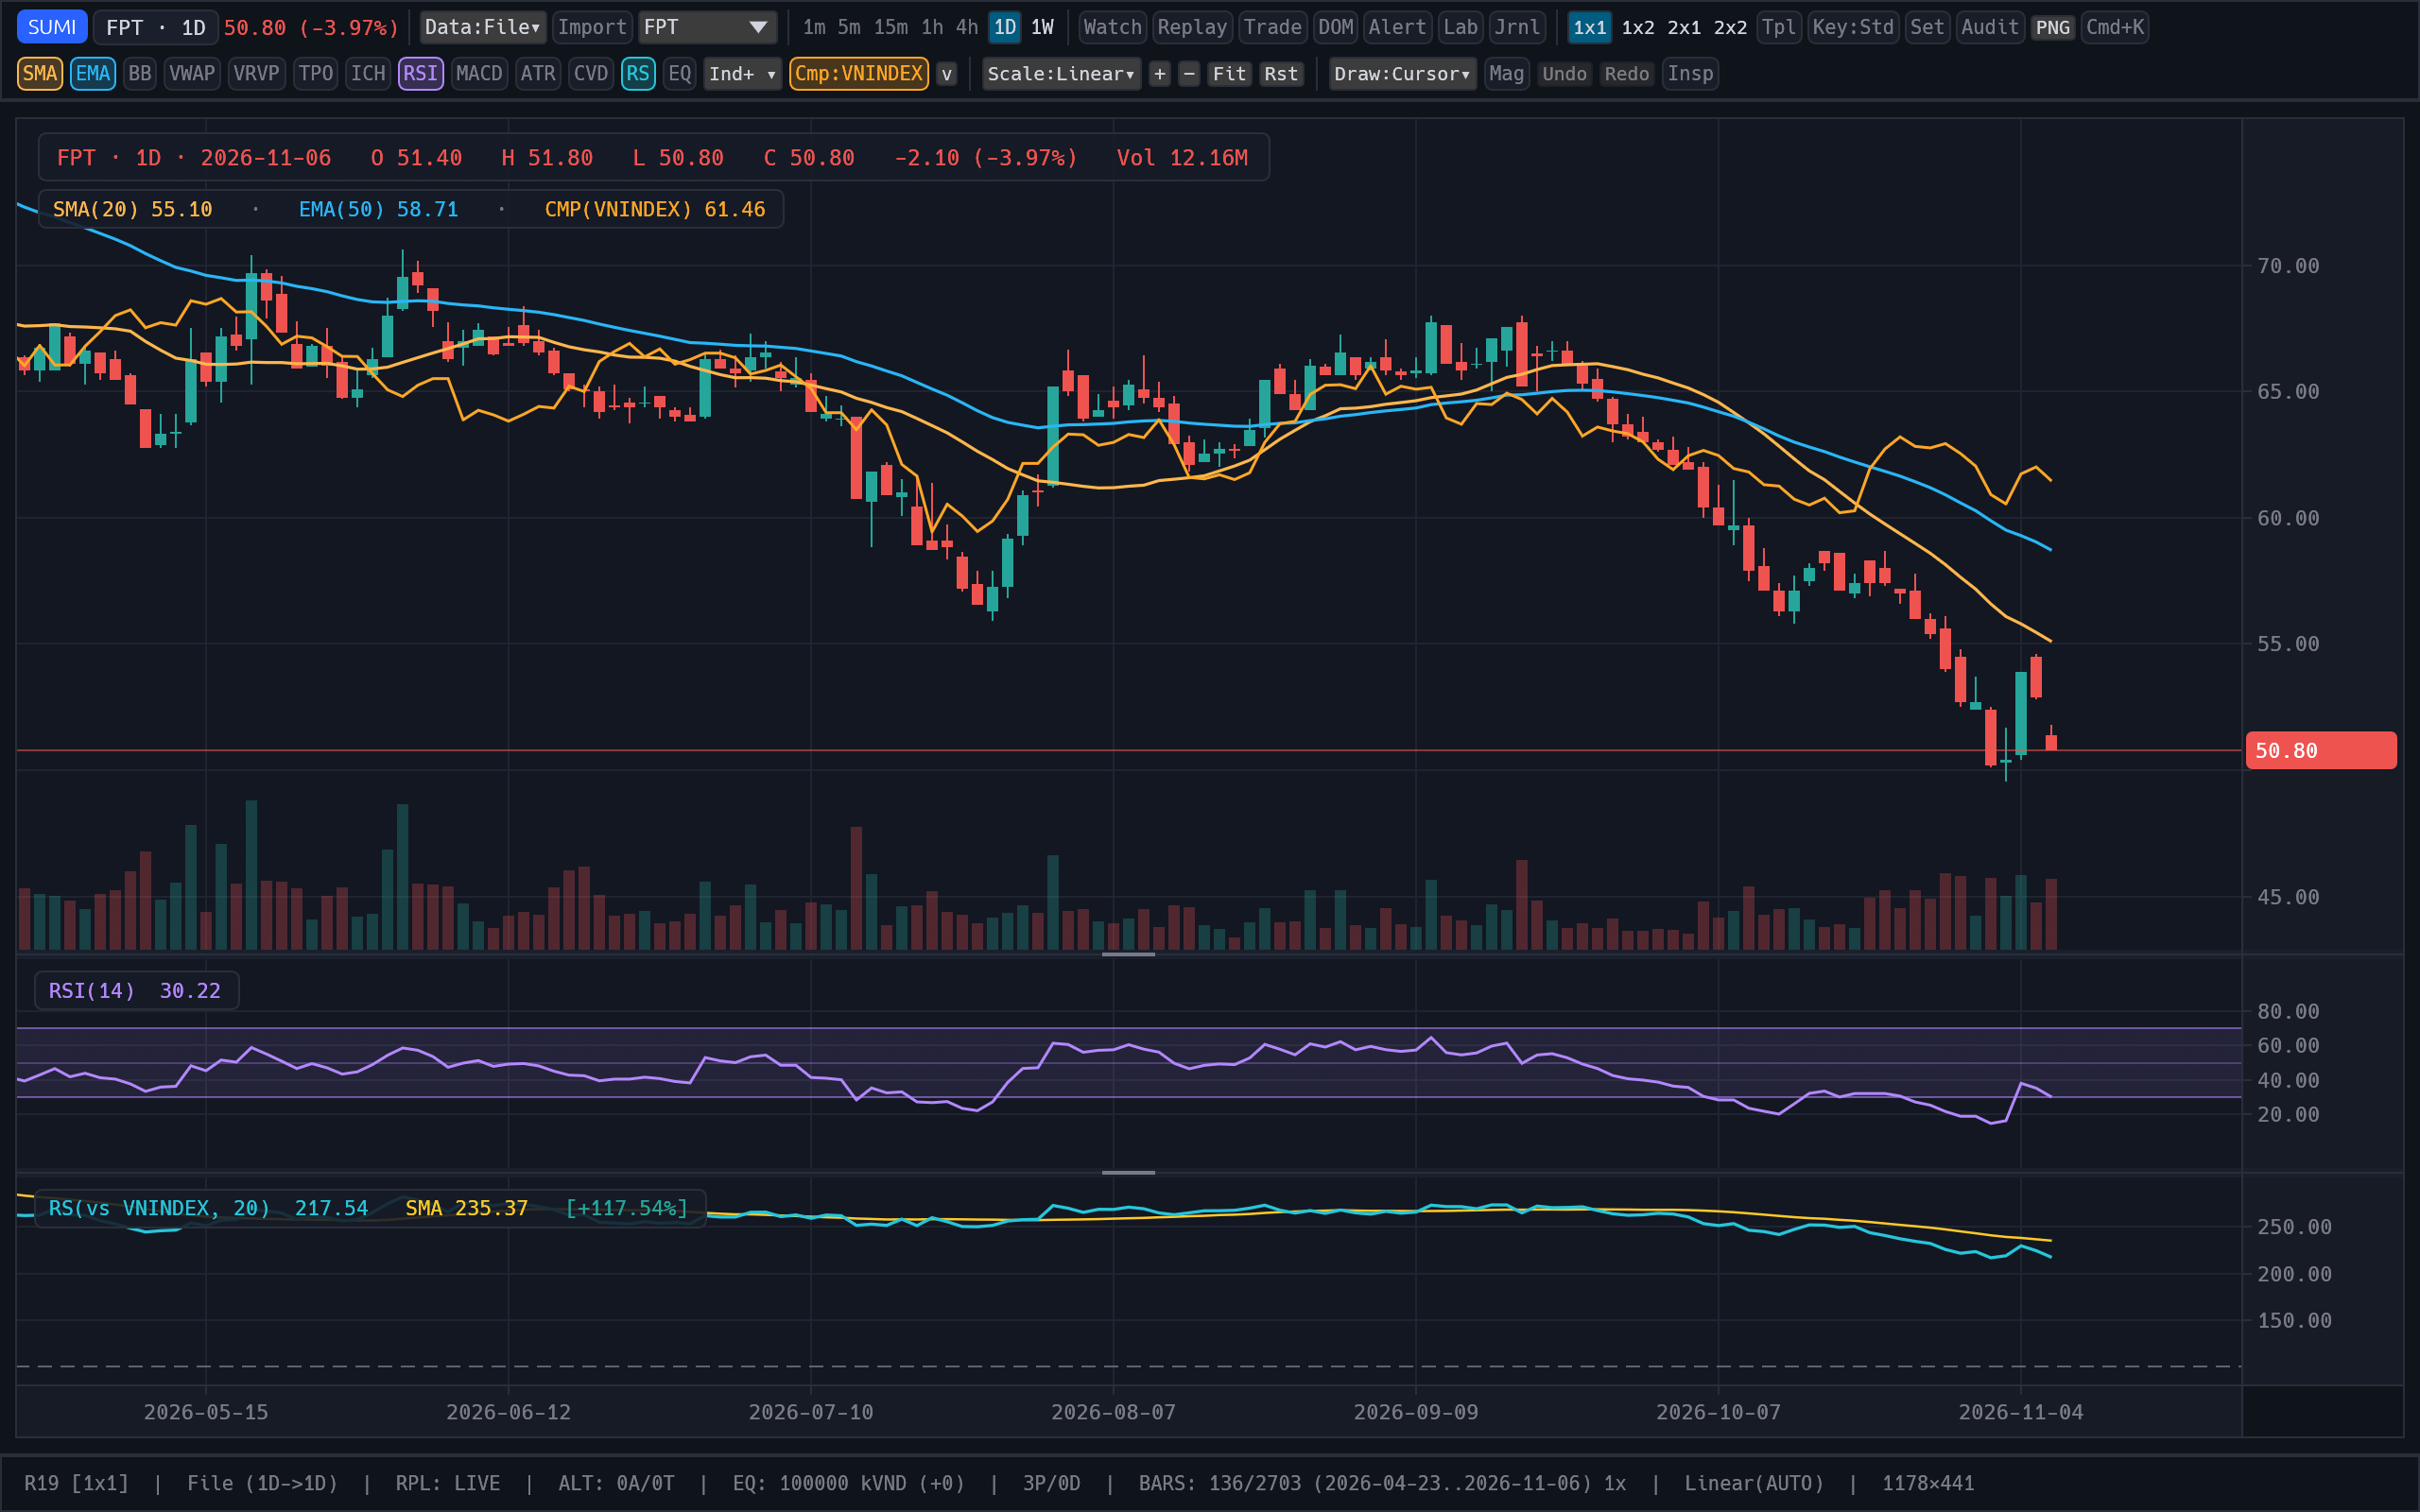 SUMI FPT · 1D 50.80 (-3.97%) Data:File▾ Import FPT ▼ 1m 5m 15m 1h 4h 1D 1W Watch Replay Trade DOM Alert Lab Jrnl 1x1 1x2 2x1 2x2 Tpl Key:Std Set Audit PNG Cmd+K
SMA EMA BB VWAP VRVP TPO ICH RSI MACD ATR CVD RS EQ Ind+ ▾ Cmp:VNINDEX v Scale:Linear▾ + − Fit Rst Draw:Cursor▾ Mag Undo Redo Insp
FPT · 1D · 2026-11-06 O 51.40 H 51.80 L 50.80 C 50.80 -2.10 (-3.97%) Vol 12.16M
SMA(20) 55.10 · EMA(50) 58.71 · CMP(VNINDEX) 61.46
70.00
65.00
60.00
55.00
50.80
45.00
RSI(14) 30.22
80.00
60.00
40.00
20.00
RS(vs VNINDEX, 20) 217.54 SMA 235.37 [+117.54%]
250.00
200.00
150.00
2026-05-15 2026-06-12 2026-07-10 2026-08-07 2026-09-09 2026-10-07 2026-11-04
R19 [1x1] | File (1D->1D) | RPL: LIVE | ALT: 0A/0T | EQ: 100000 kVND (+0) | 3P/0D | BARS: 136/2703 (2026-04-23..2026-11-06) 1x | Linear(AUTO) | 1178×441